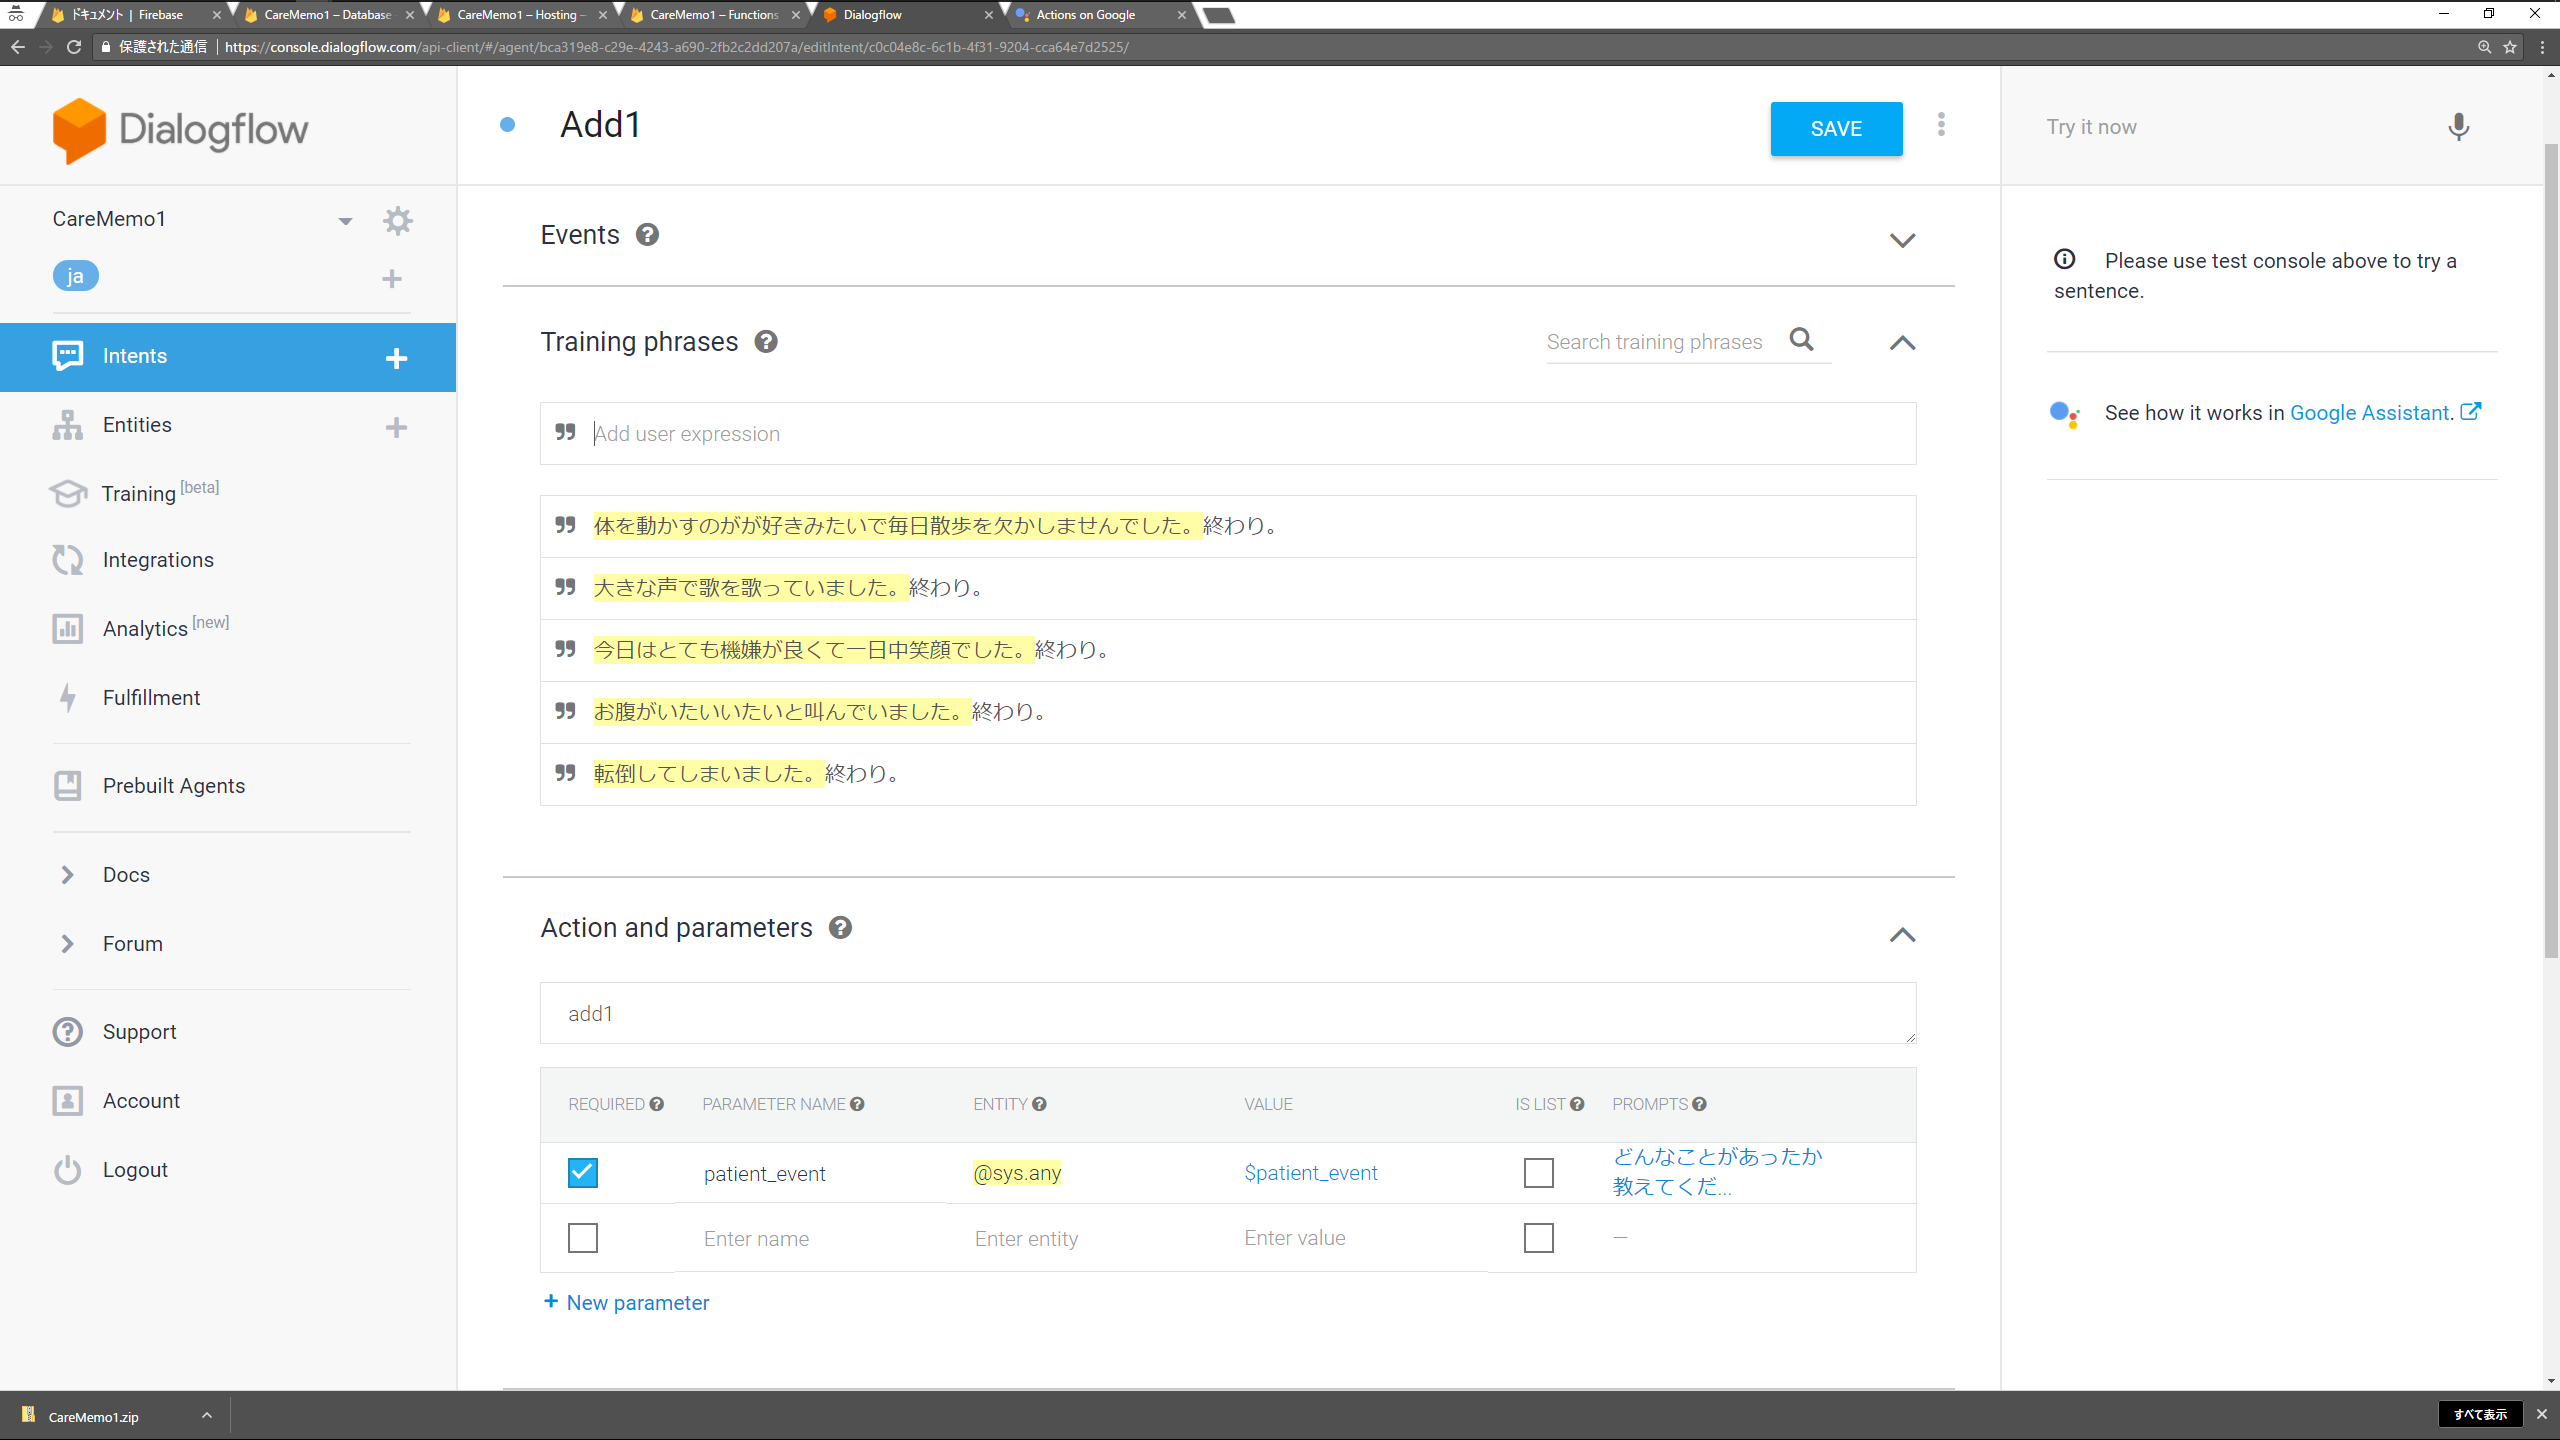 ドキュメント | Firebase
CareMemo1 – Database -
CareMemo1 – Hosting –
CareMemo1 – Functions
Dialogflow
Actions on Google
保護された通信 | https://console.dialogflow.com/api-client/#/agent/bca319e8-c29e-4243-a690-2fb2c2dd207a/editIntent/c0c04e8c-6c1b-4f31-9204-cca64e7d2525/
Dialogflow
CareMemo1
ja
Intents
Entities
Training [beta]
Integrations
Analytics [new]
Fulfillment
Prebuilt Agents
Docs
Forum
Support
Account
Logout
Add1
SAVE
Events
Training phrases
Search training phrases
Add user expression
体を動かすのがが好きみたいで毎日散歩を欠かしませんでした。終わり。
大きな声で歌を歌っていました。終わり。
今日はとても機嫌が良くて一日中笑顔でした。終わり。
お腹がいたいいたいと叫んでいました。終わり。
転倒してしまいました。終わり。
Action and parameters
add1
REQUIRED PARAMETER NAME ENTITY VALUE IS LIST PROMPTS
patient_event @sys.any $patient_event どんなことがあったか
教えてくだ...
Enter name Enter entity Enter value –
+ New parameter
Try it now
Please use test console above to try a
sentence.
See how it works in Google Assistant.
CareMemo1.zip
すべて表示